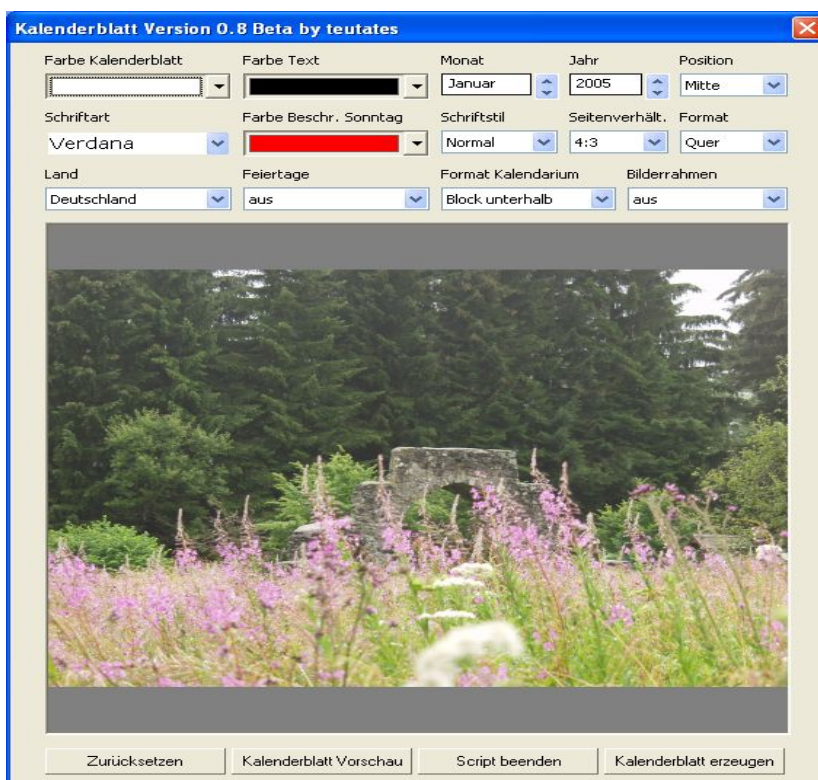 Kalenderblatt Version 0.8 Beta by teutates
Farbe Kalenderblatt Farbe Text Monat Jahr Position
Januar 2005 Mitte
Schriftart Farbe Beschr. Sonntag Schriftstil Seitenverhält. Format
Verdana Normal 4:3 Quer
Land Feiertage Format Kalendarium Bilderrahmen
Deutschland aus Block unterhalb aus
Zurücksetzen Kalenderblatt Vorschau Script beenden Kalenderblatt erzeugen